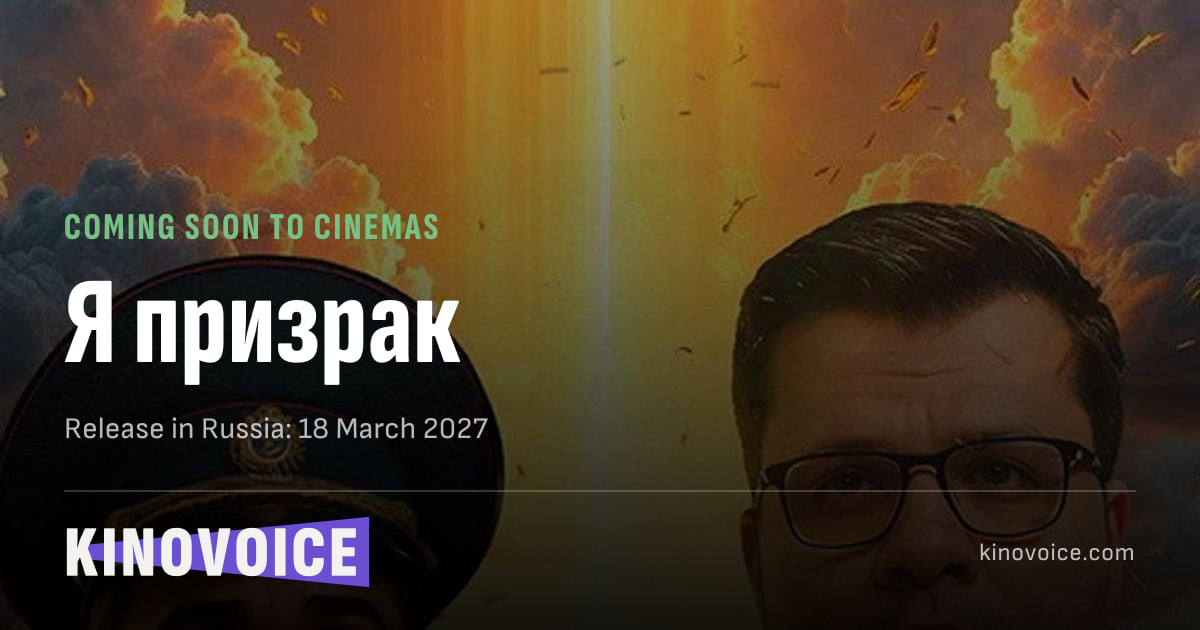 COMING SOON TO CINEMAS
Я призрак
Release in Russia: 18 March 2027
KINOVOICE
kinovoice.com